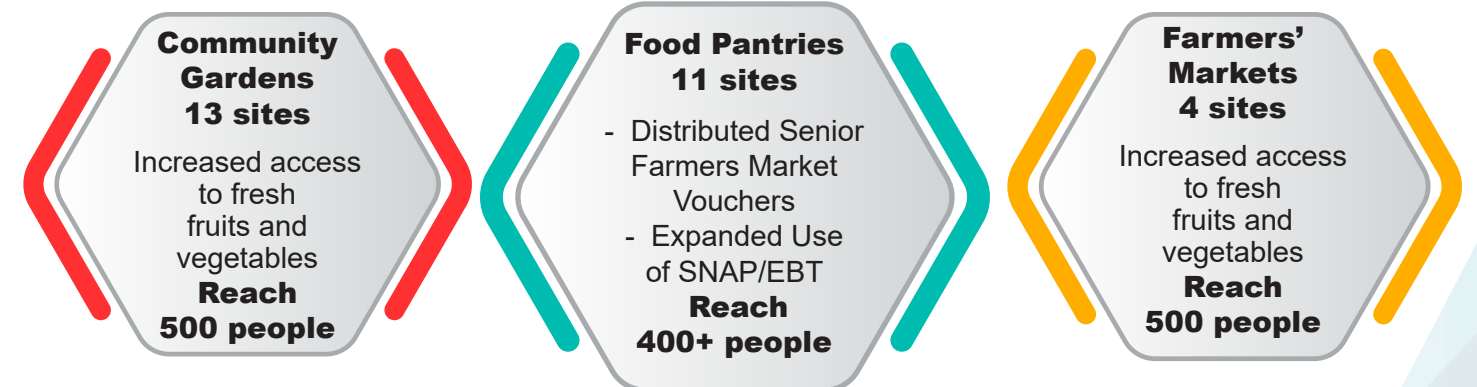 Community
Gardens
13 sites
Increased access
to fresh
fruits and
vegetables
Reach
500 people
Food Pantries
11 sites
- Distributed Senior
Farmers Market
Vouchers
- Expanded Use
of SNAP/EBT
Reach
400+ people
Farmers’
Markets
4 sites
Increased access
to fresh
fruits and
vegetables
Reach
500 people